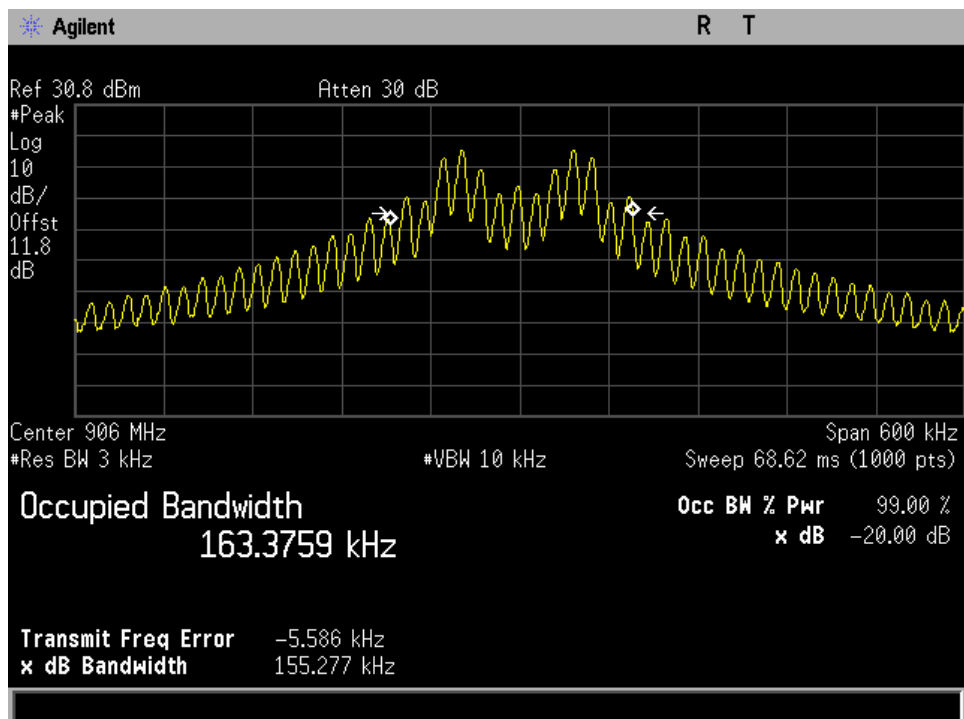 Agilent R T
Ref 30.8 dBm Atten 30 dB
#Peak
Log
10
dB/
Offst
11.8
dB
Center 906 MHz Span 600 kHz
#Res BW 3 kHz #VBW 10 kHz Sweep 68.62 ms (1000 pts)
Occupied Bandwidth Occ BW % Pwr 99.00 %
163.3759 kHz x dB -20.00 dB
Transmit Freq Error -5.586 kHz
x dB Bandwidth 155.277 kHz